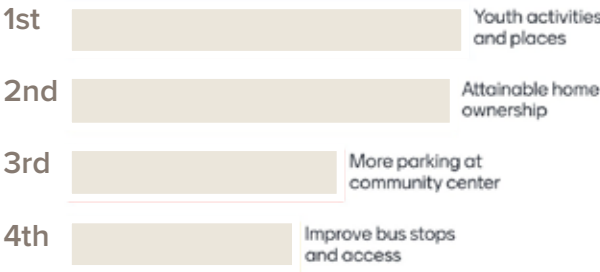 1st
Youth activities
and places
2nd
Attainable home
ownership
3rd
More parking at
community center
4th
Improve bus stops
and access